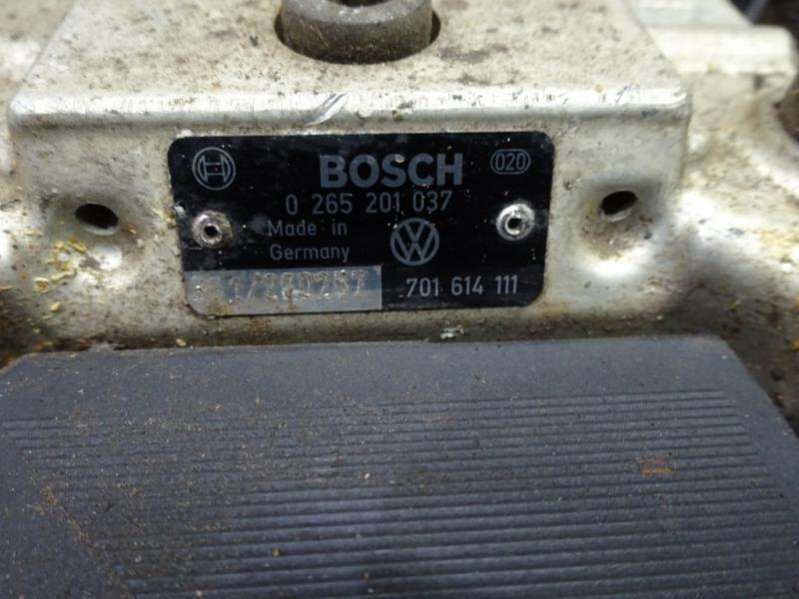 BOSCH 020
0 265 201 037
Made in
Germany
701 614 111